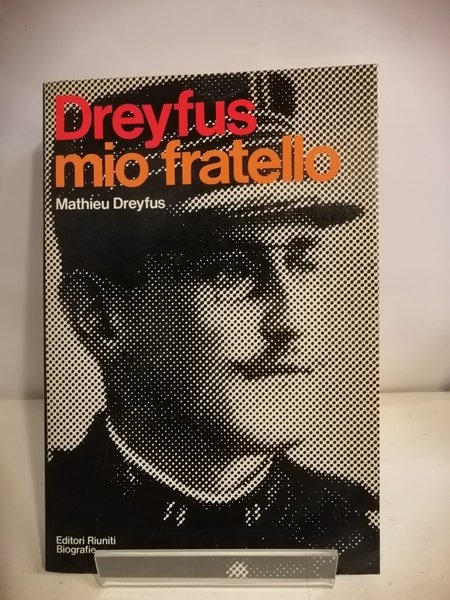 Dreyfus
mio fratello
Mathieu Dreyfus
Editori Riuniti
Biografie